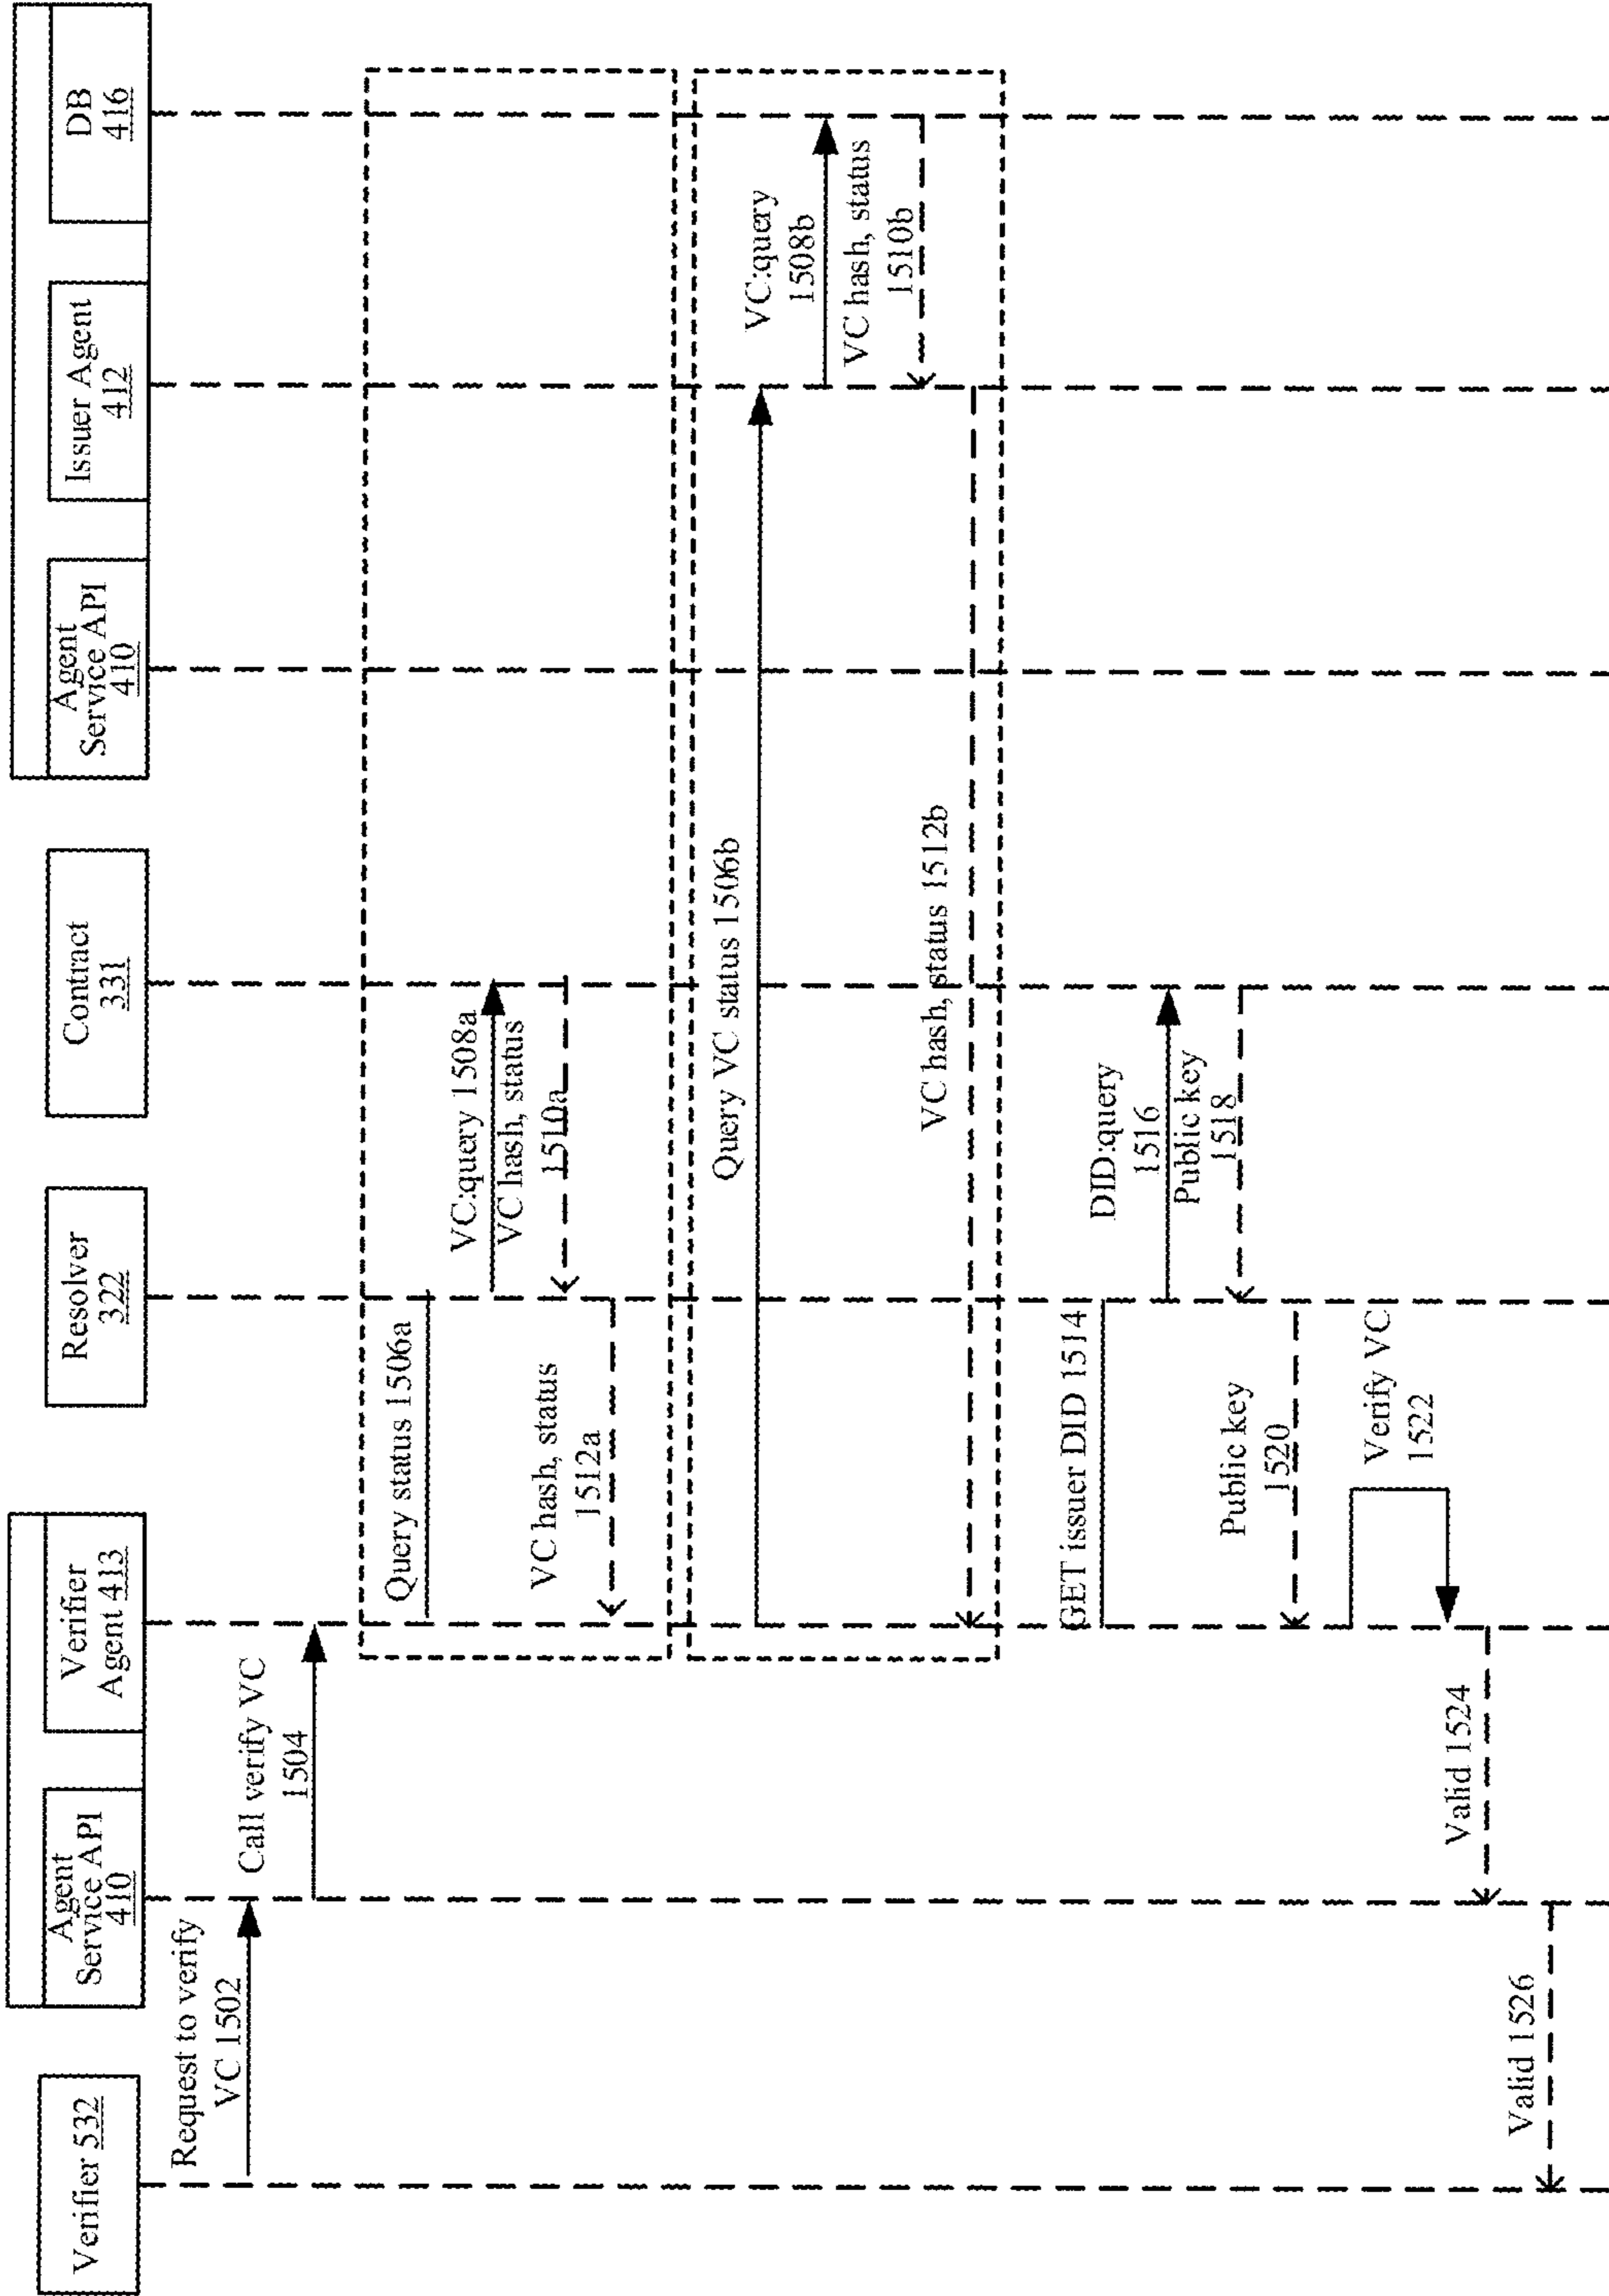 Verifier 532
Agent
Service API
410
Verifier
Agent 413
Resolver
322
Contract
331
Agent
Service API
410
Issuer Agent
412
DB
416
Request to verify
VC 1502
Call verify VC
1504
Query status 1506a
VC:query 1508a
VC hash, status
1510a
VC hash, status
1512a
Query VC status 1506b
VC:query
1508b
VC hash, status
1510b
VC hash, status 1512b
GET issuer DID 1514
DID:query
1516
Public key
1518
Public key
1520
Verify VC
1522
Valid 1524
Valid 1526